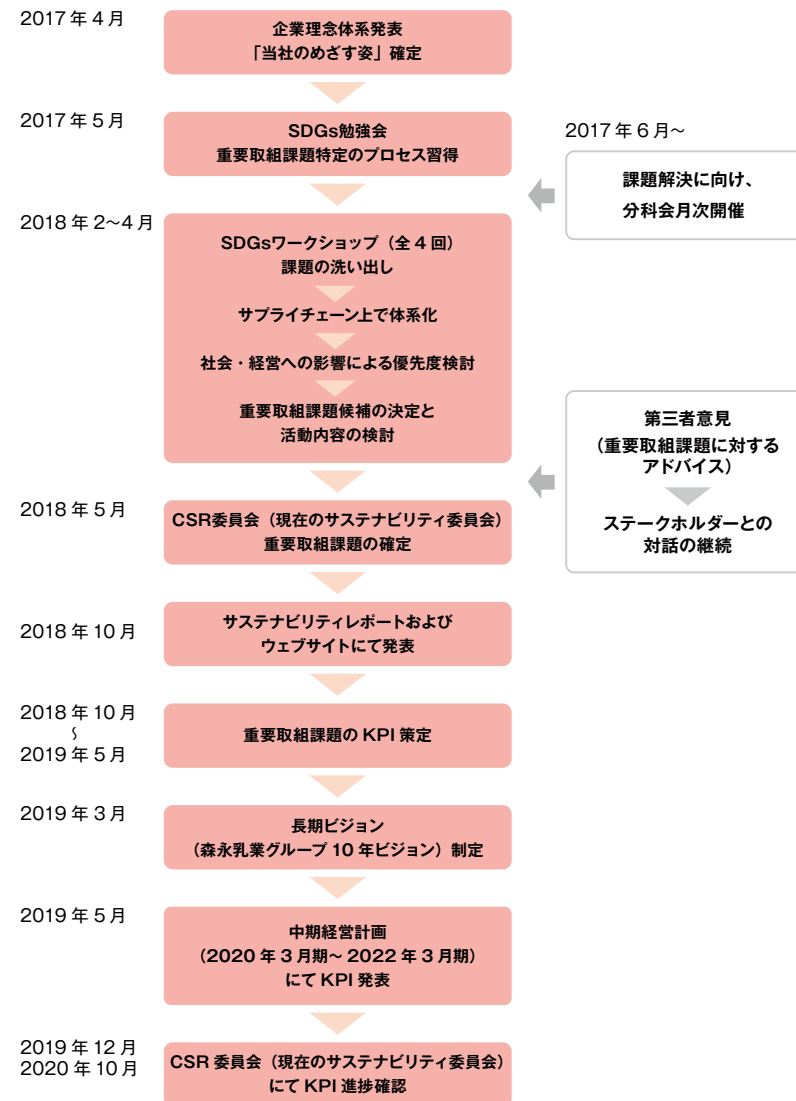 2017年4月
企業理念体系発表
「当社のめざす姿」確定
2017年5月
SDGs勉強会
重要取組課題特定のプロセス習得
2017年6月〜
課題解決に向け、
分科会月次開催
2018年2〜4月
SDGsワークショップ（全4回）
課題の洗い出し
サプライチェーン上で体系化
社会・経営への影響による優先度検討
重要取組課題候補の決定と
活動内容の検討
第三者意見
（重要取組課題に対する
アドバイス）
ステークホルダーとの
対話の継続
2018年5月
CSR委員会（現在のサステナビリティ委員会）
重要取組課題の確定
2018年10月
サステナビリティレポートおよび
ウェブサイトにて発表
2018年10月
〜
2019年5月
重要取組課題のKPI策定
2019年3月
長期ビジョン
（森永乳業グループ10年ビジョン）制定
2019年5月
中期経営計画
（2020年3月期〜2022年3月期）
にてKPI発表
2019年12月
2020年10月
CSR委員会（現在のサステナビリティ委員会）
にてKPI進捗確認